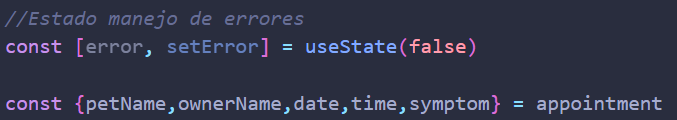 //Estado manejo de errores
const [error, setError] = useState(false)
const {petName,ownerName,date,time,symptom} = appointment